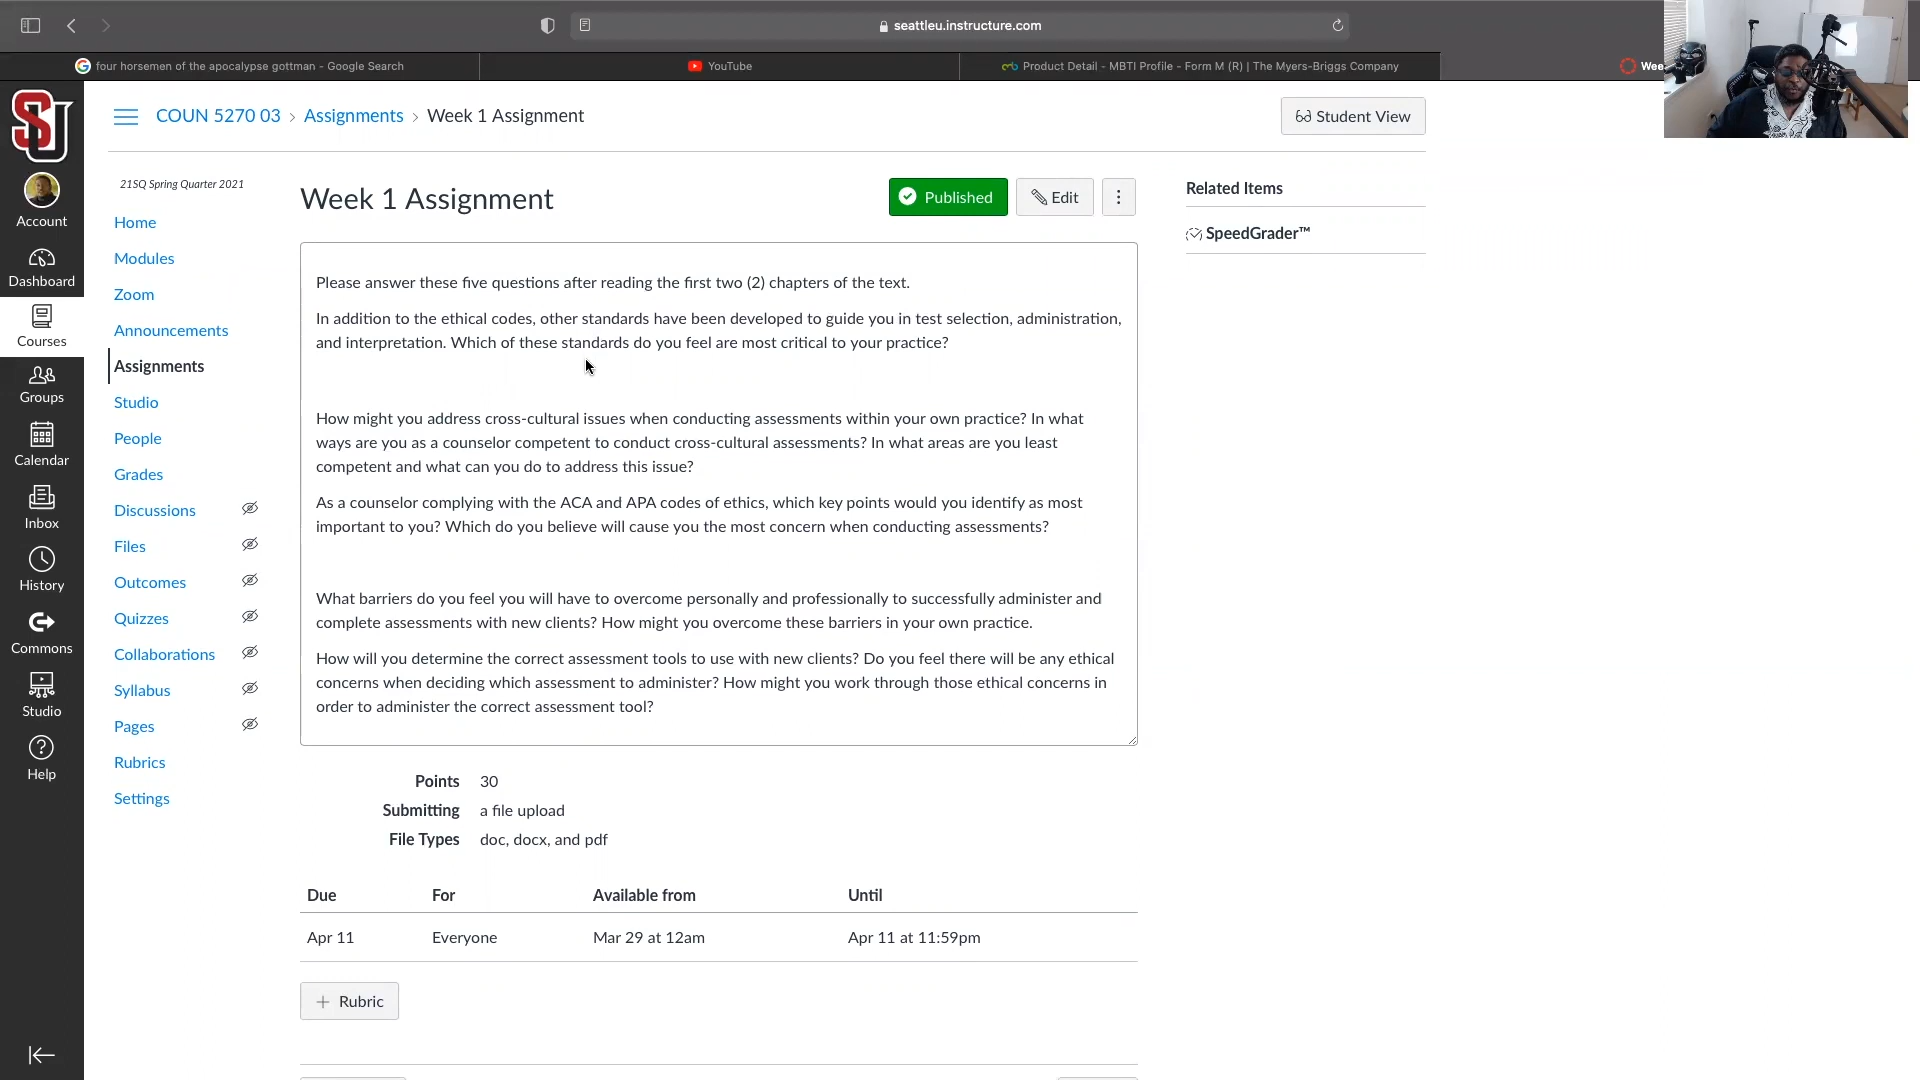 seattleu.instructure.com
four horsemen of the apocalypse gottman - Google Search
YouTube
Product Detail - MBTI Profile - Form M (R) | The Myers-Briggs Company
Wee
COUN 5270 03 › Assignments › Week 1 Assignment
Student View
Account
Dashboard
Courses
Groups
Calendar
Inbox
History
Commons
Studio
Help
21SQ Spring Quarter 2021
Home
Modules
Zoom
Announcements
Assignments
Studio
People
Grades
Discussions
Files
Outcomes
Quizzes
Collaborations
Syllabus
Pages
Rubrics
Settings
Week 1 Assignment
Published
Edit
Please answer these five questions after reading the first two (2) chapters of the text.
In addition to the ethical codes, other standards have been developed to guide you in test selection, administration,
and interpretation. Which of these standards do you feel are most critical to your practice?
How might you address cross-cultural issues when conducting assessments within your own practice? In what
ways are you as a counselor competent to conduct cross-cultural assessments? In what areas are you least
competent and what can you do to address this issue?
As a counselor complying with the ACA and APA codes of ethics, which key points would you identify as most
important to you? Which do you believe will cause you the most concern when conducting assessments?
What barriers do you feel you will have to overcome personally and professionally to successfully administer and
complete assessments with new clients? How might you overcome these barriers in your own practice.
How will you determine the correct assessment tools to use with new clients? Do you feel there will be any ethical
concerns when deciding which assessment to administer? How might you work through those ethical concerns in
order to administer the correct assessment tool?
Points 30
Submitting a file upload
File Types doc, docx, and pdf
Due For Available from Until
Apr 11 Everyone Mar 29 at 12am Apr 11 at 11:59pm
+ Rubric
Related Items
SpeedGrader™